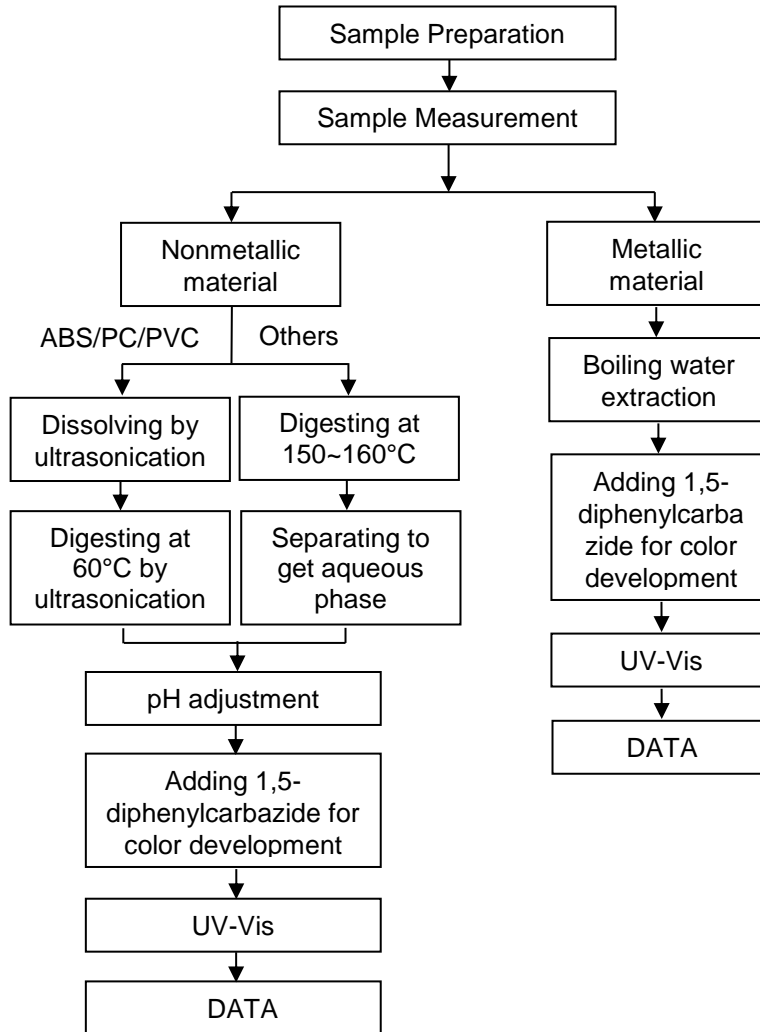 Sample Preparation
Sample Measurement
Nonmetallic
material
Metallic
material
ABS/PC/PVC
Others
Boiling water
extraction
Dissolving by
ultrasonication
Digesting at
150~160°C
Adding 1,5-
diphenylcarba
zide for color
development
Digesting at
60°C by
ultrasonication
Separating to
get aqueous
phase
UV-Vis
pH adjustment
DATA
Adding 1,5-
diphenylcarbazide for
color development
UV-Vis
DATA